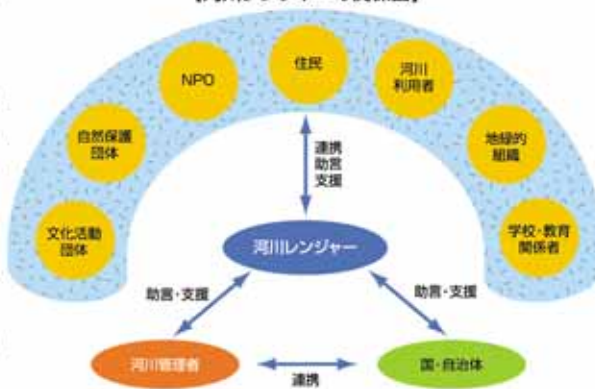 NPO
住民
河川
利用者
自然保護
団体
地縁的
組織
文化活動
団体
学校・教育
関係者
連携
助言
支援
河川レンジャー
助言・支援
助言・支援
河川管理者
国・自治体
連携